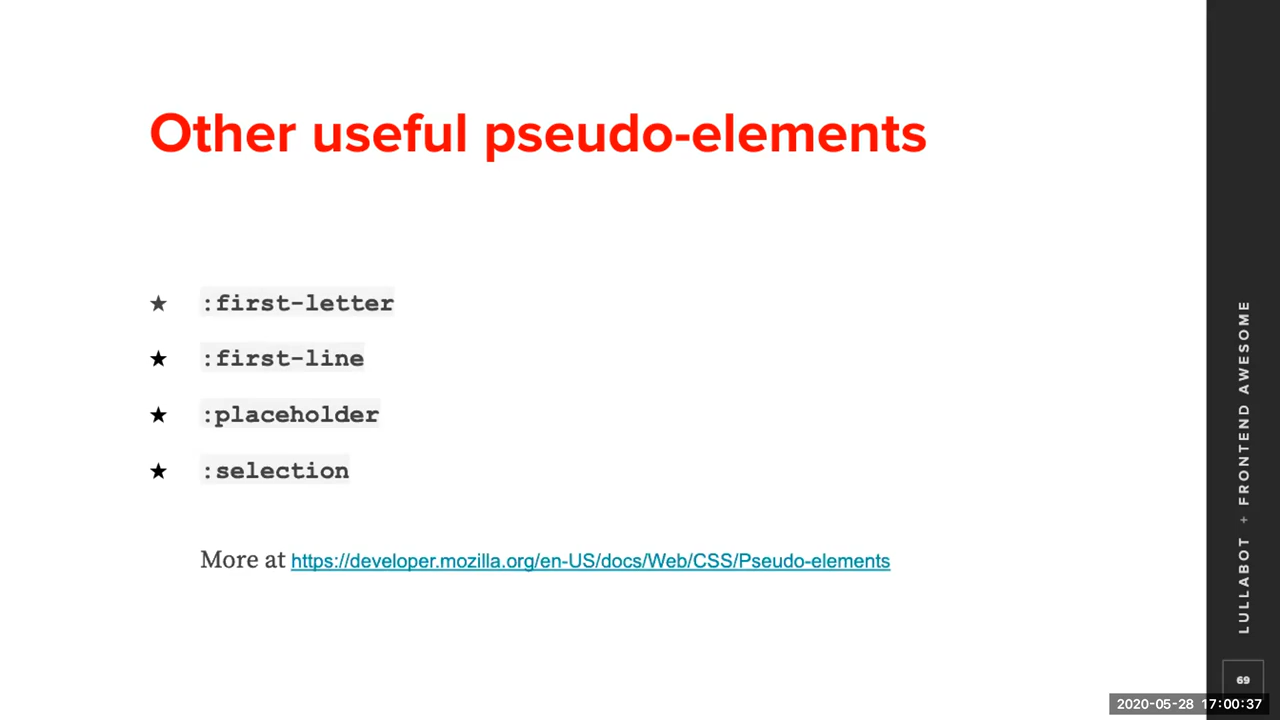 Other useful pseudo-elements
★ :first-letter
★ :first-line
★ :placeholder
★ :selection
More at https://developer.mozilla.org/en-US/docs/Web/CSS/Pseudo-elements
LULLABOT + FRONTEND AWESOME
69
2020-05-28 17:00:37